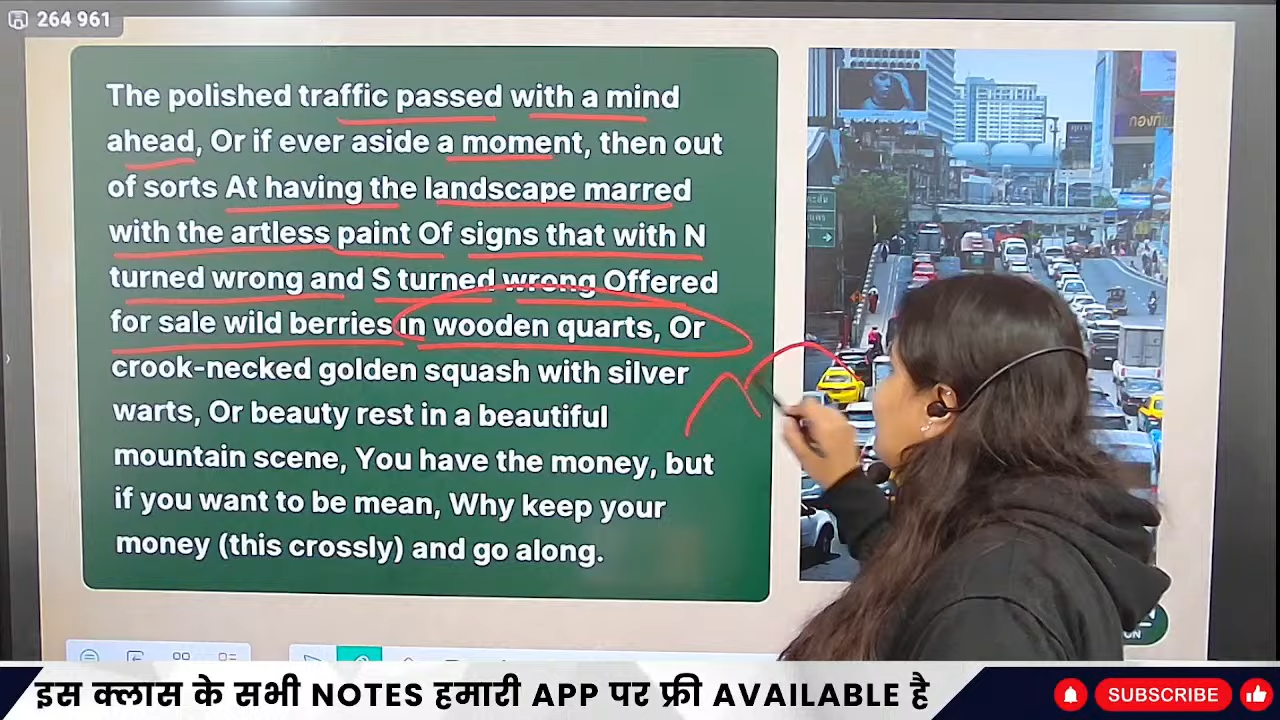 264 961
The polished traffic passed with a mind
ahead, Or if ever aside a moment, then out
of sorts At having the landscape marred
with the artless paint Of signs that with N
turned wrong and S turned wrong Offered
for sale wild berries in wooden quarts, Or
crook-necked golden squash with silver
warts, Or beauty rest in a beautiful
mountain scene, You have the money, but
if you want to be mean, Why keep your
money (this crossly) and go along.
इस क्लास के सभी NOTES हमारी APP पर फ्री AVAILABLE है
SUBSCRIBE